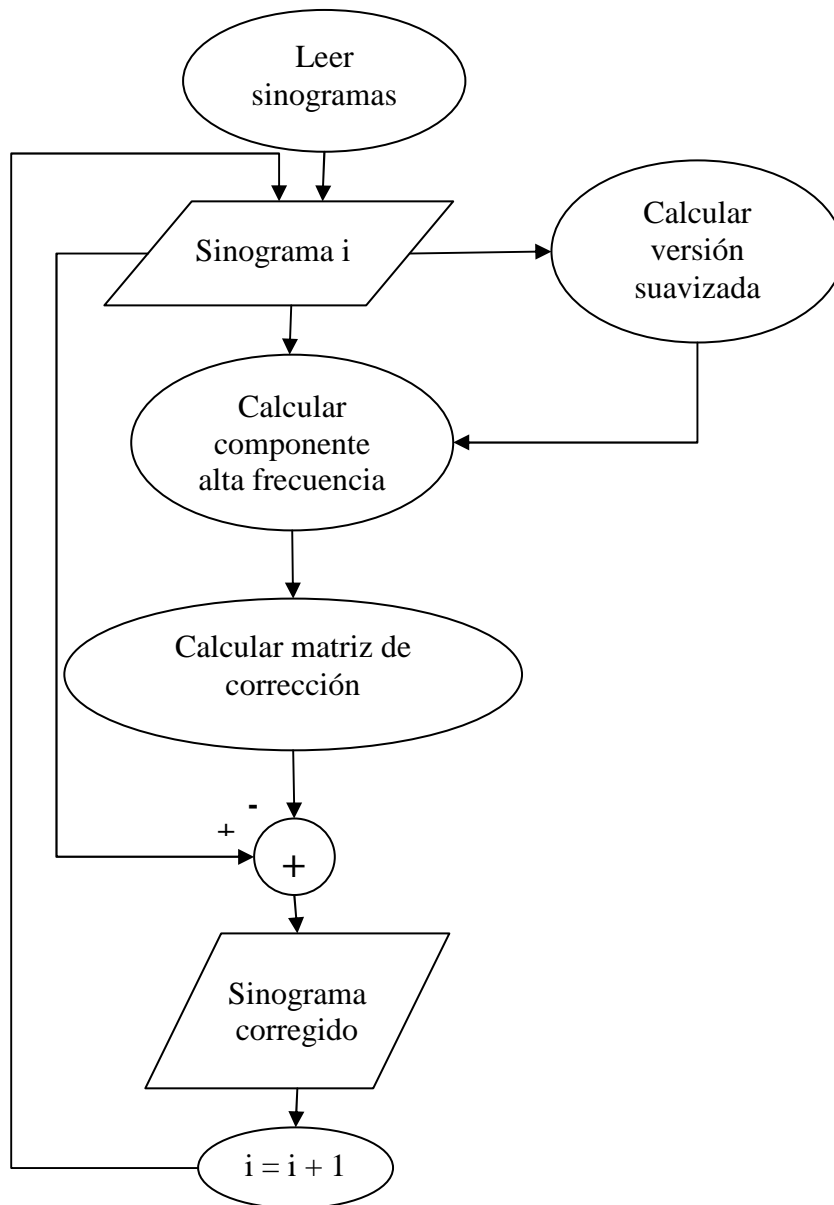 Leer
sinogramas
Sinograma i
Calcular
versión
suavizada
Calcular
componente
alta frecuencia
Calcular matriz de
corrección
-
+
+
Sinograma
corregido
i = i + 1